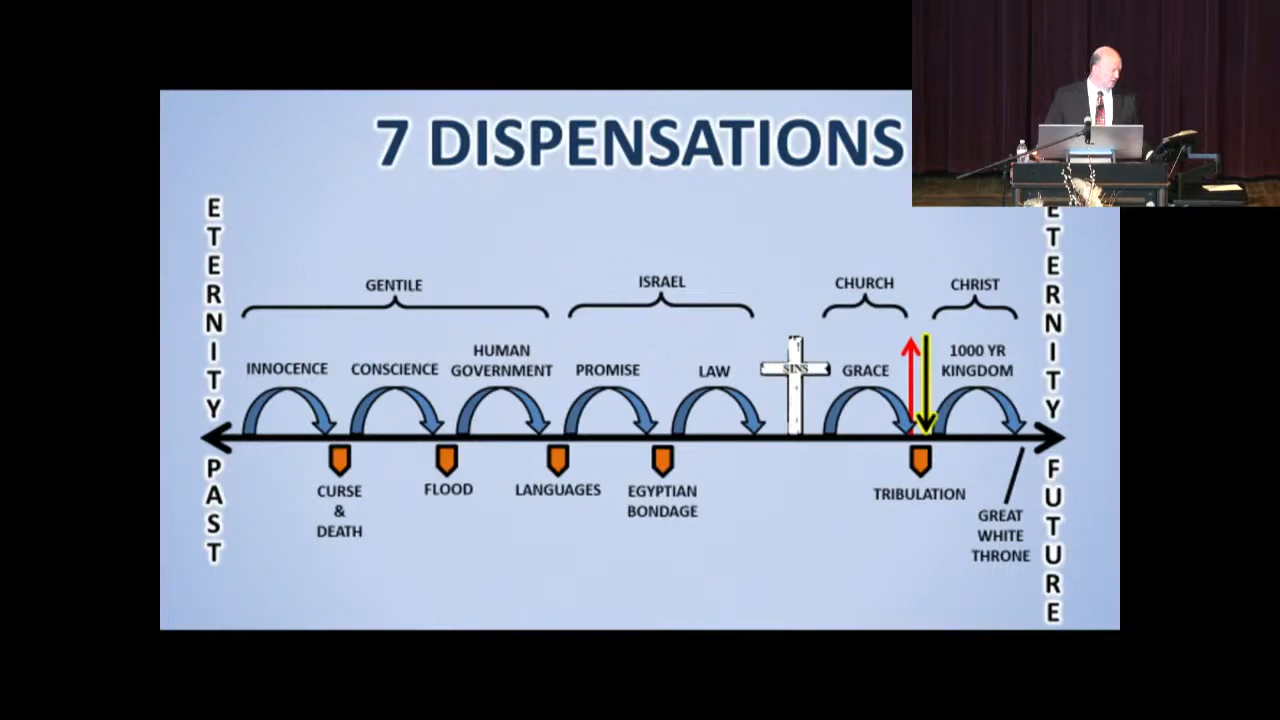 7 DISPENSATIONS
ETERNITY
PAST
GENTILE
ISRAEL
CHURCH
CHRIST
INNOCENCE
CONSCIENCE
HUMAN
GOVERNMENT
PROMISE
LAW
SINS
GRACE
1000 YR
KINGDOM
CURSE
&
DEATH
FLOOD
LANGUAGES
EGYPTIAN
BONDAGE
TRIBULATION
GREAT
WHITE
THRONE
ETERNITY
FUTURE